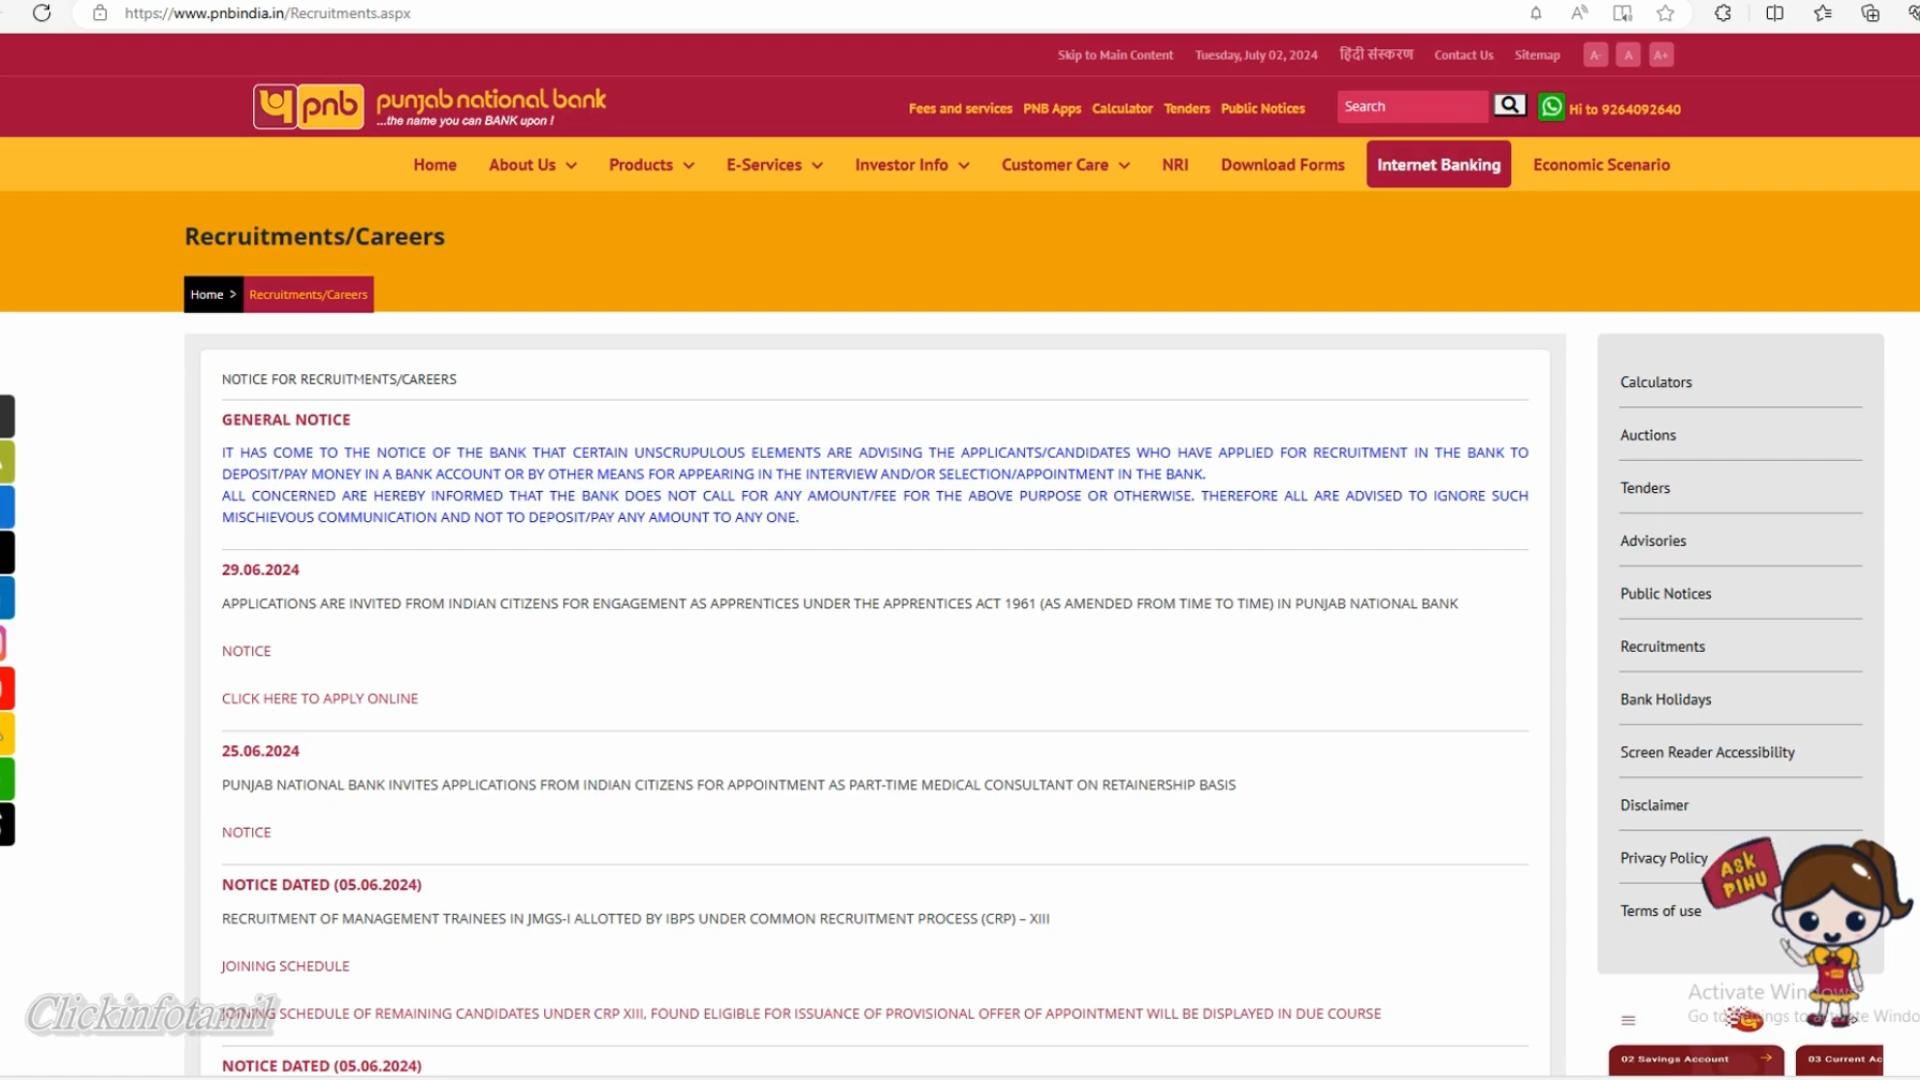 https://www.pnbindia.in/Recruitments.aspx
Skip to Main Content Tuesday, July 02, 2024 हिंदी संस्करण Contact Us Sitemap A- A A+
pnb punjab national bank
...the name you can BANK upon !
Fees and services PNB Apps Calculator Tenders Public Notices Search Hi to 9264092640
Home About Us Products E-Services Investor Info Customer Care NRI Download Forms Internet Banking Economic Scenario
Recruitments/Careers
Home > Recruitments/Careers
NOTICE FOR RECRUITMENTS/CAREERS
GENERAL NOTICE
IT HAS COME TO THE NOTICE OF THE BANK THAT CERTAIN UNSCRUPULOUS ELEMENTS ARE ADVISING THE APPLICANTS/CANDIDATES WHO HAVE APPLIED FOR RECRUITMENT IN THE BANK TO
DEPOSIT/PAY MONEY IN A BANK ACCOUNT OR BY OTHER MEANS FOR APPEARING IN THE INTERVIEW AND/OR SELECTION/APPOINTMENT IN THE BANK.
ALL CONCERNED ARE HEREBY INFORMED THAT THE BANK DOES NOT CALL FOR ANY AMOUNT/FEE FOR THE ABOVE PURPOSE OR OTHERWISE. THEREFORE ALL ARE ADVISED TO IGNORE SUCH
MISCHIEVOUS COMMUNICATION AND NOT TO DEPOSIT/PAY ANY AMOUNT TO ANY ONE.
29.06.2024
APPLICATIONS ARE INVITED FROM INDIAN CITIZENS FOR ENGAGEMENT AS APPRENTICES UNDER THE APPRENTICES ACT 1961 (AS AMENDED FROM TIME TO TIME) IN PUNJAB NATIONAL BANK
NOTICE
CLICK HERE TO APPLY ONLINE
25.06.2024
PUNJAB NATIONAL BANK INVITES APPLICATIONS FROM INDIAN CITIZENS FOR APPOINTMENT AS PART-TIME MEDICAL CONSULTANT ON RETAINERSHIP BASIS
NOTICE
NOTICE DATED (05.06.2024)
RECRUITMENT OF MANAGEMENT TRAINEES IN JMGS-I ALLOTTED BY IBPS UNDER COMMON RECRUITMENT PROCESS (CRP) – XIII
JOINING SCHEDULE
JOINING SCHEDULE OF REMAINING CANDIDATES UNDER CRP XIII, FOUND ELIGIBLE FOR ISSUANCE OF PROVISIONAL OFFER OF APPOINTMENT WILL BE DISPLAYED IN DUE COURSE
NOTICE DATED (05.06.2024)
Calculators
Auctions
Tenders
Advisories
Public Notices
Recruitments
Bank Holidays
Screen Reader Accessibility
Disclaimer
Privacy Policy
Terms of use
ASK
PIHU
Activate Windows
Go to Settings to activate Windo
02 Savings Account 03 Current Ac
Clickinfotamil